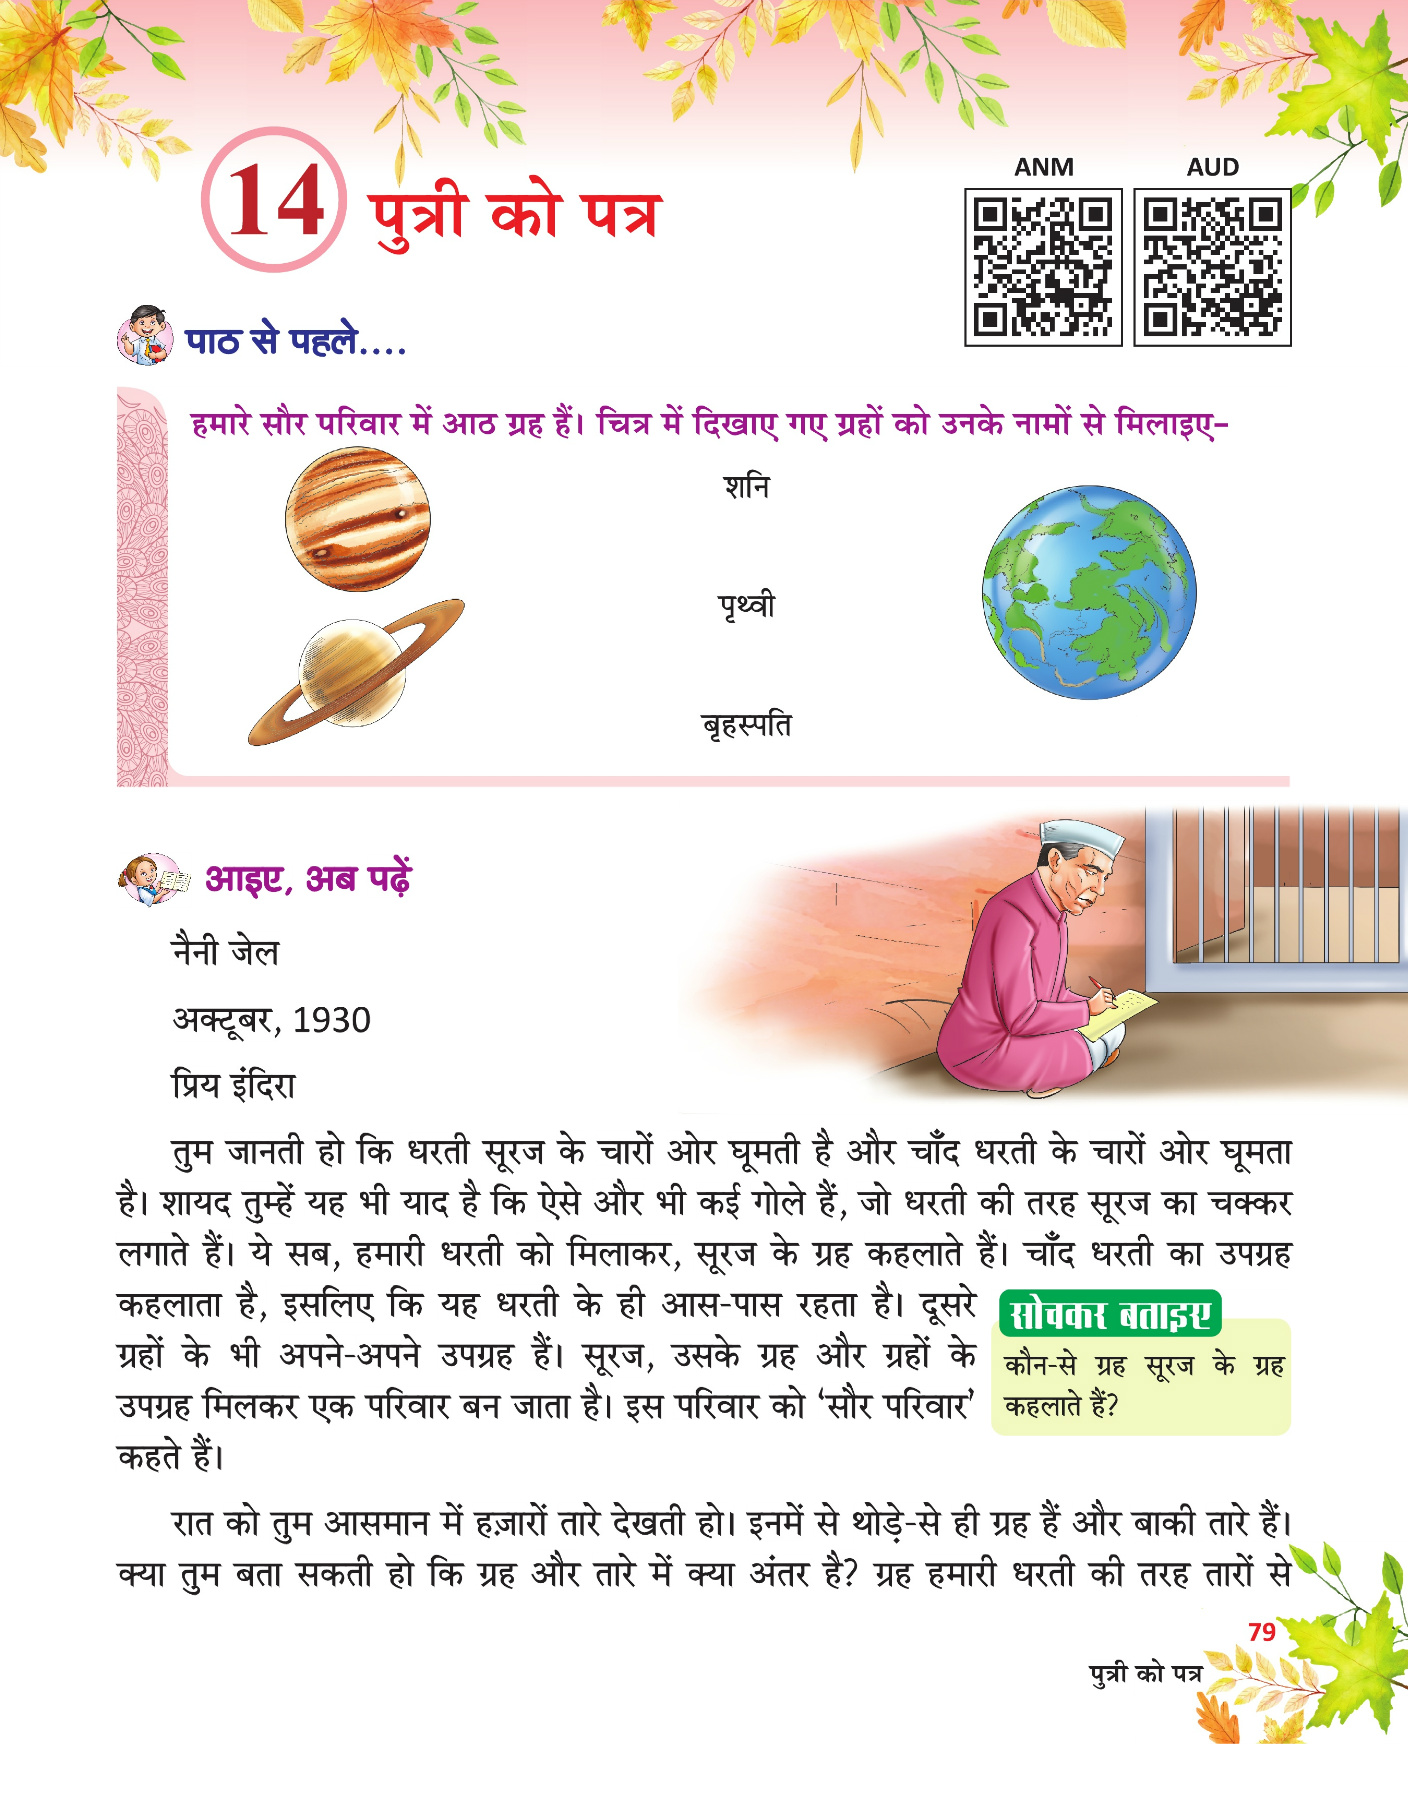 14 पुत्री को पत्र
ANM
AUD
पाठ से पहले....
हमारे सौर परिवार में आठ ग्रह हैं। चित्र में दिखाए गए ग्रहों को उनके नामों से मिलाइए-
शनि
पृथ्वी
बृहस्पति
आइए, अब पढ़ें
नैनी जेल
अक्टूबर, 1930
प्रिय इंदिरा
तुम जानती हो कि धरती सूरज के चारों ओर घूमती है और चाँद धरती के चारों ओर घूमता
है। शायद तुम्हें यह भी याद है कि ऐसे और भी कई गोले हैं, जो धरती की तरह सूरज का चक्कर
लगाते हैं। ये सब, हमारी धरती को मिलाकर, सूरज के ग्रह कहलाते हैं। चाँद धरती का उपग्रह
कहलाता है, इसलिए कि यह धरती के ही आस-पास रहता है। दूसरे
ग्रहों के भी अपने-अपने उपग्रह हैं। सूरज, उसके ग्रह और ग्रहों के
उपग्रह मिलकर एक परिवार बन जाता है। इस परिवार को ‘सौर परिवार’
कहते हैं।
सोचकर बताइए
कौन-से ग्रह सूरज के ग्रह
कहलाते हैं?
रात को तुम आसमान में हज़ारों तारे देखती हो। इनमें से थोड़े-से ही ग्रह हैं और बाकी तारे हैं।
क्या तुम बता सकती हो कि ग्रह और तारे में क्या अंतर है? ग्रह हमारी धरती की तरह तारों से
79
पुत्री को पत्र